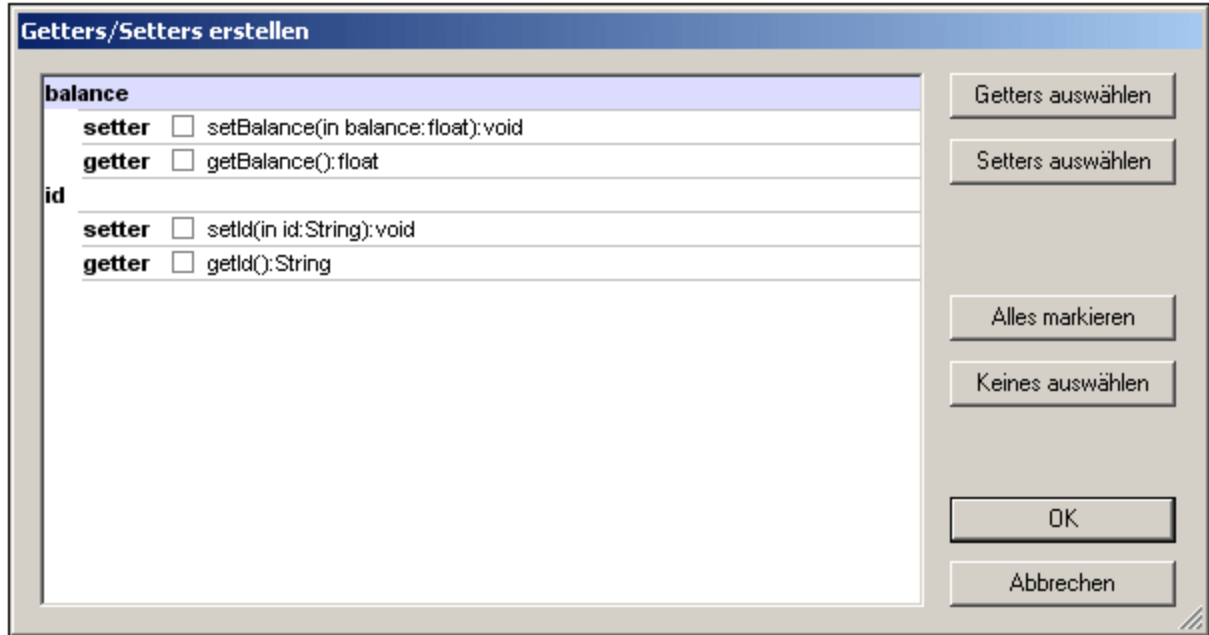 Getters/Setters erstellen
balance
setter setBalance(in balance:float):void
getter getBalance():float
id
setter setId(in id:String):void
getter getId():String
Getters auswählen
Setters auswählen
Alles markieren
Keines auswählen
OK
Abbrechen